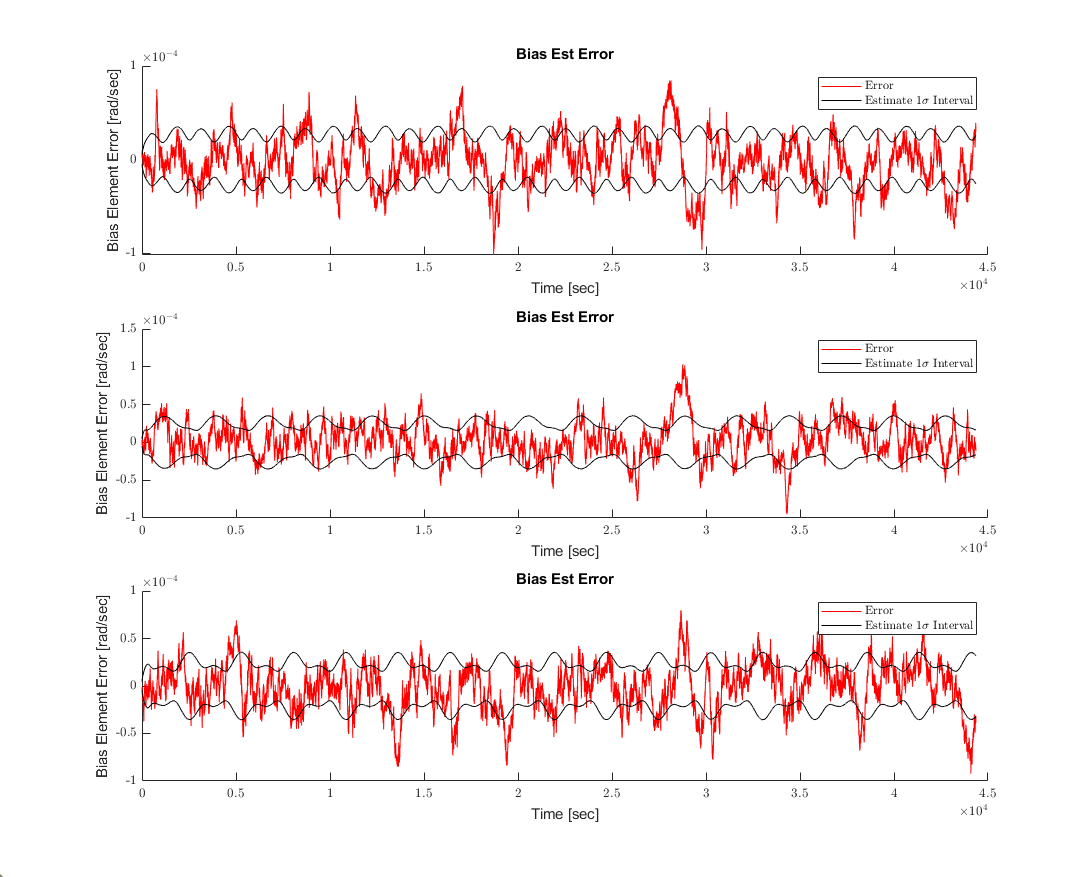 Bias Est Error
×10⁻⁴
Bias Element Error [rad/sec]
1
0
-1
Error
Estimate 1σ Interval
0 0.5 1 1.5 2 2.5 3 3.5 4 4.5
×10⁴
Time [sec]
Bias Est Error
×10⁻⁴
Bias Element Error [rad/sec]
1.5
1
0.5
0
-0.5
-1
Error
Estimate 1σ Interval
0 0.5 1 1.5 2 2.5 3 3.5 4 4.5
×10⁴
Time [sec]
Bias Est Error
×10⁻⁴
Bias Element Error [rad/sec]
1
0.5
0
-0.5
-1
Error
Estimate 1σ Interval
0 0.5 1 1.5 2 2.5 3 3.5 4 4.5
×10⁴
Time [sec]